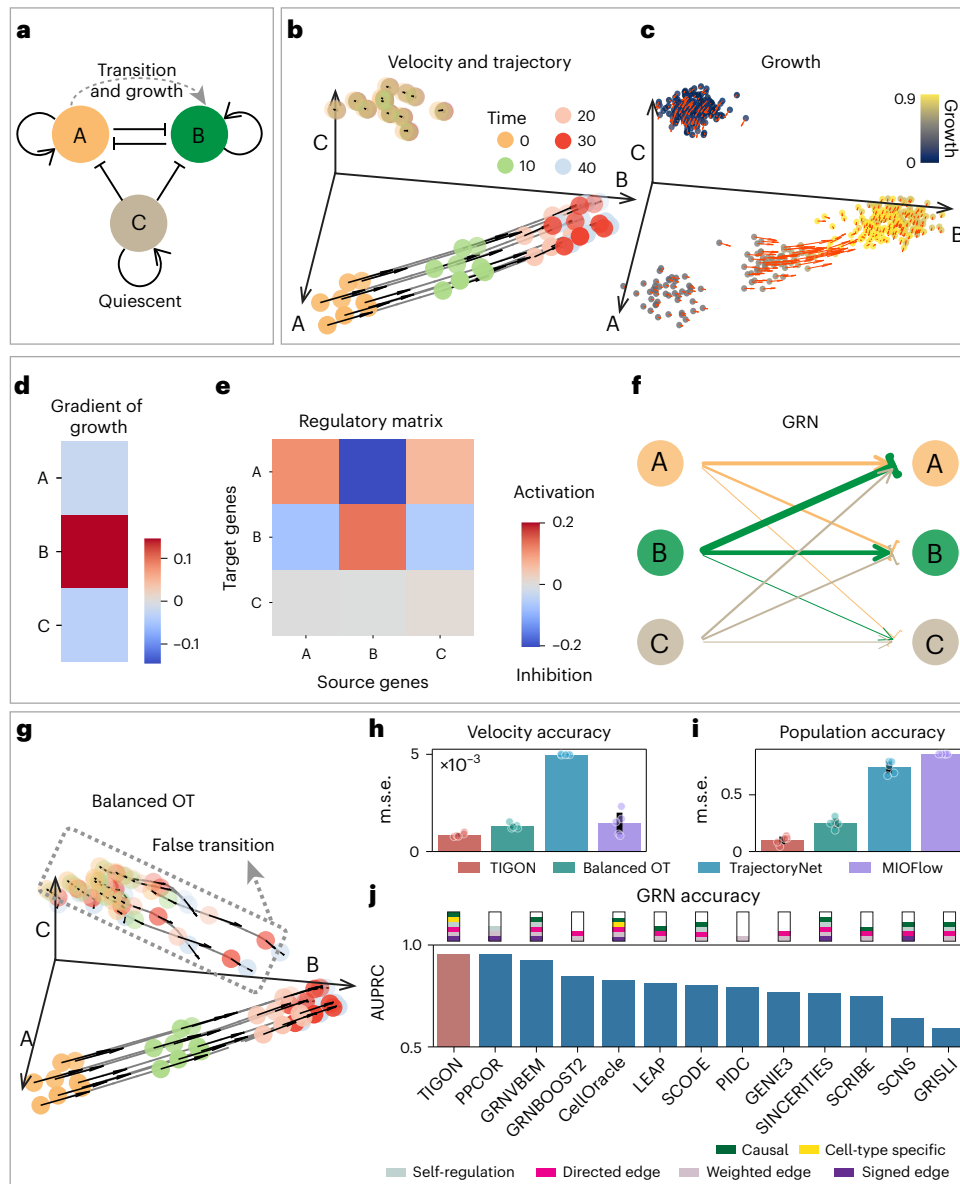 a
Transition
and growth
A
B
C
Quiescent
b
Velocity and trajectory
C
Time
0
10
20
30
40
B
A
c
Growth
0.9
Growth
0
C
B
A
d
Gradient of
growth
A
B
C
0.1
0
−0.1
e
Regulatory matrix
Target genes
A
B
C
A
B
C
Source genes
Activation
0.2
0
−0.2
Inhibition
f
GRN
A
A
B
B
C
C
g
Balanced OT
False transition
C
B
A
h
Velocity accuracy
5
×10−3
m.s.e.
0
i
Population accuracy
0.5
m.s.e.
0
TIGON
Balanced OT
TrajectoryNet
MIOFlow
j
GRN accuracy
1.0
AUPRC
0.5
TIGON
PPCOR
GRNVBEM
GRNBOOST2
CellOracle
LEAP
SCODE
PIDC
GENIE3
SINCERITIES
SCRIBE
SCNS
GRISLI
Causal
Cell-type specific
Self-regulation
Directed edge
Weighted edge
Signed edge